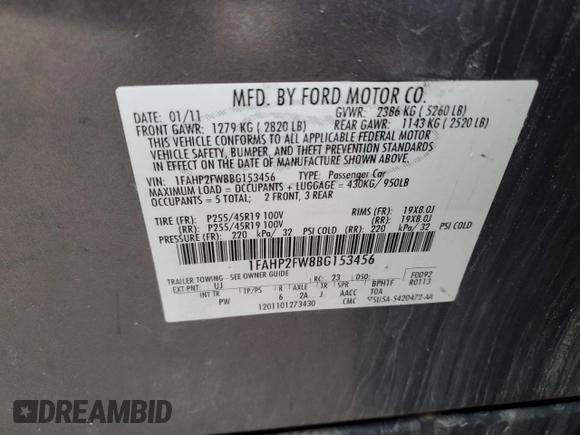 MFD. BY FORD MOTOR CO.
DATE: 01/11 GVWR: 2386 KG ( 5260 LB)
FRONT GAWR: 1279 KG ( 2820 LB) REAR GAWR: 1143 KG ( 2520 LB)
THIS VEHICLE CONFORMS TO ALL APPLICABLE FEDERAL MOTOR
VEHICLE SAFETY, BUMPER, AND THEFT PREVENTION STANDARDS
IN EFFECT ON THE DATE OF MANUFACTURE SHOWN ABOVE.
VIN: 1FAHP2FW8BG153456 TYPE: Passenger Car
MAXIMUM LOAD = OCCUPANTS + LUGGAGE = 430KG/ 950LB
OCCUPANTS = 5 TOTAL; 2 FRONT, 3 REAR
TIRE (FR): P255/45R19 100V RIMS (FR): 19X8.0J
(RR): P255/45R19 100V (RR): 19X8.0J
PRESSURE (FR): 220 kPa/ 32 PSI COLD (RR): 220 kPa/ 32 PSI COLD
1FAHP2FW8BG153456
TRAILER TOWING - SEE OWNER GUIDE RC: 23 DSO: F0092
EXT PNT: UJ BPHTF R0113
INT TR TP/PS R AXLE TR SPR TOA
PW 6 2A J AACC
1201101273430 CMC 5U5A-5420472-AA
DREAMBID